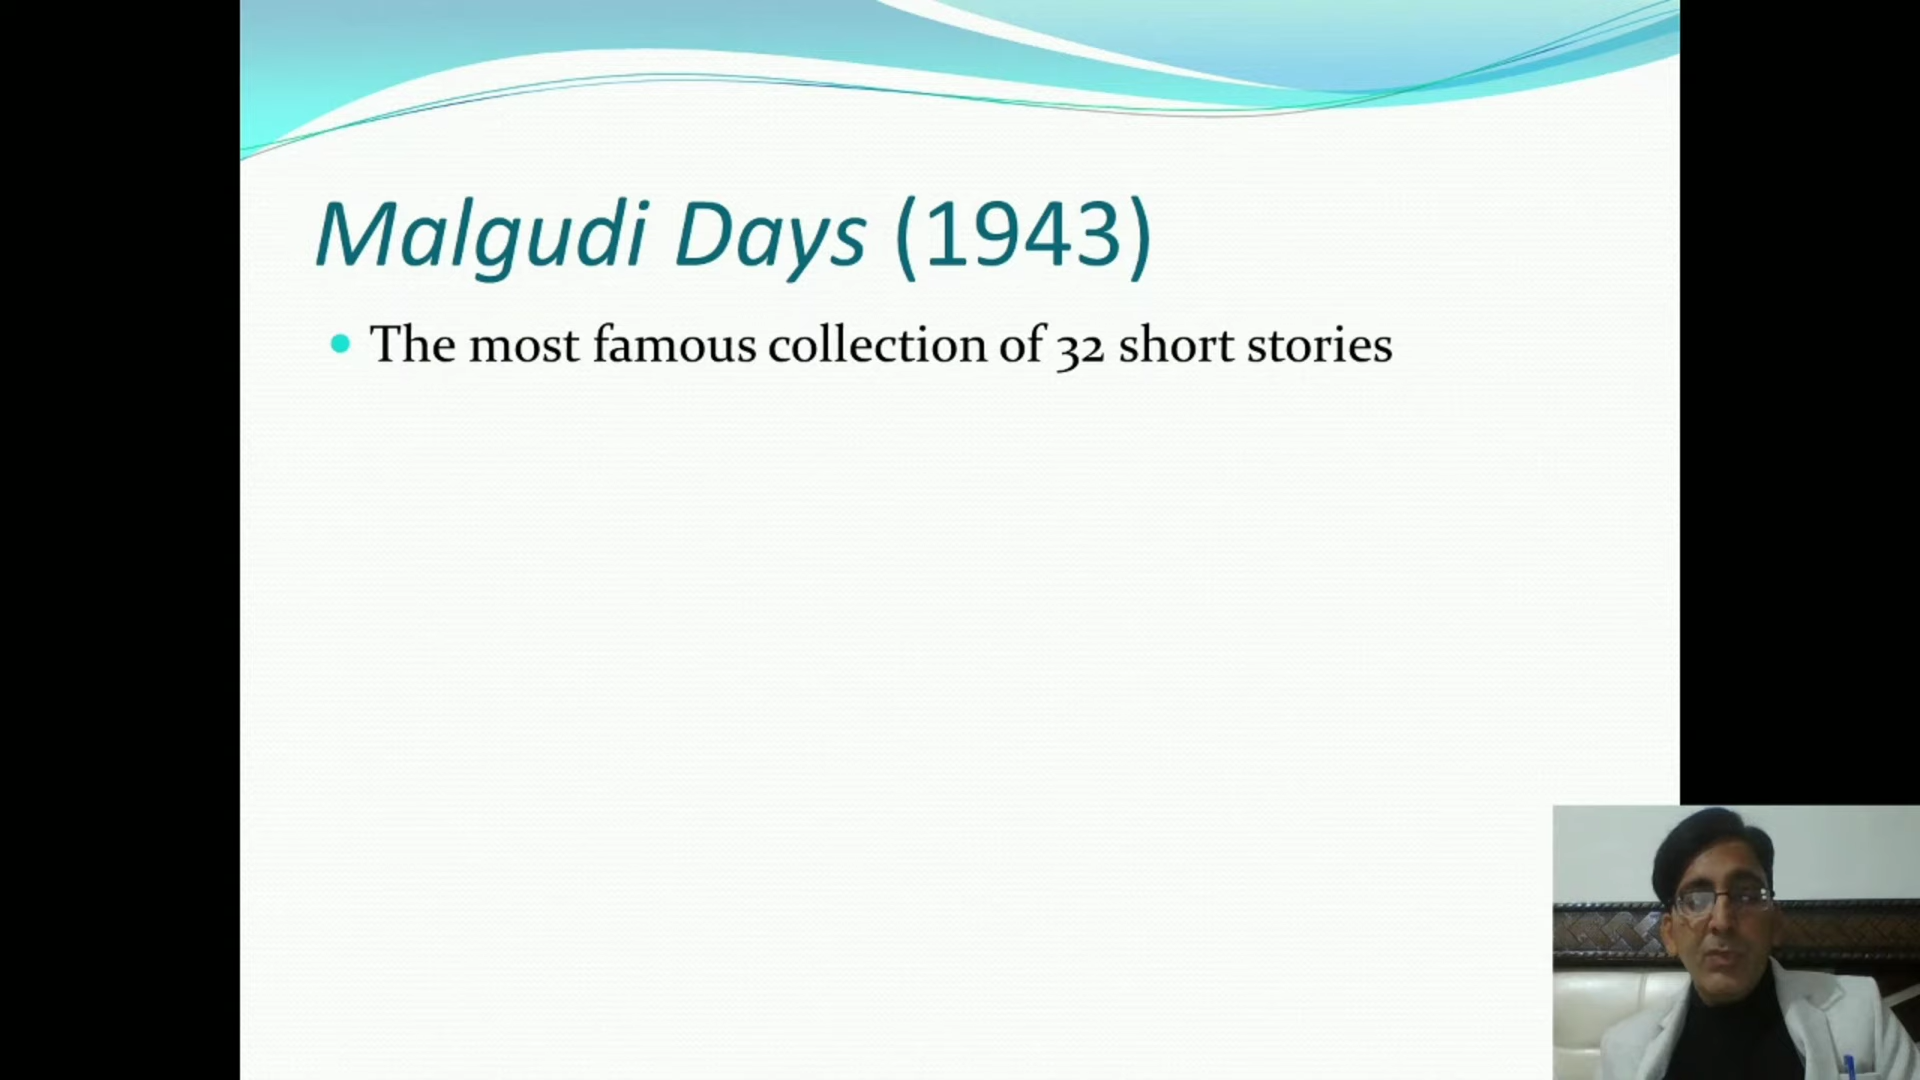 Malgudi Days (1943)
The most famous collection of 32 short stories